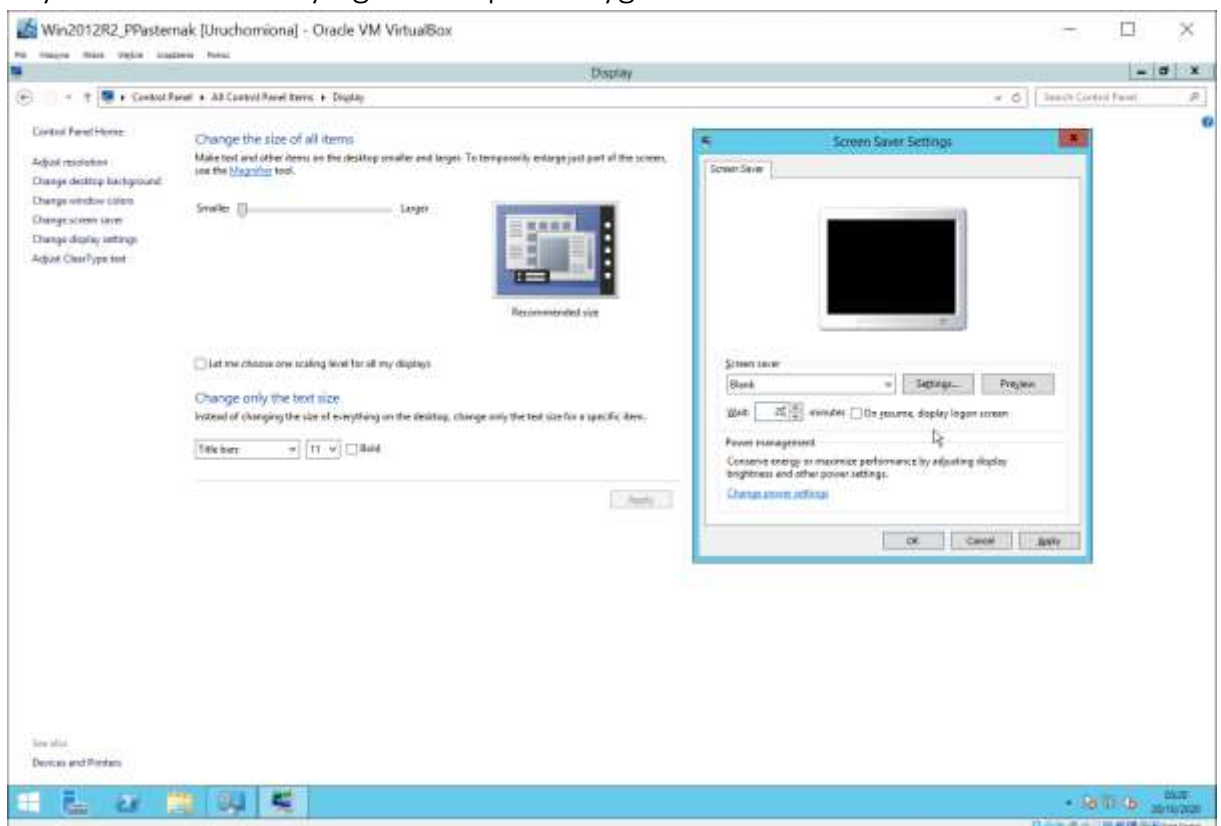 Win2012R2_PPasternak [Uruchomiona] - Oracle VM VirtualBox
Display
Control Panel ▸ All Control Panel Items ▸ Display
Search Control Panel
Control Panel Home
Adjust resolution
Change desktop background
Change window colors
Change screen saver
Change display settings
Adjust ClearType text
Change the size of all items
Make text and other items on the desktop smaller and larger. To temporarily enlarge just part of the screen,
use the Magnifier tool.
Smaller
Larger
Recommended size
Let me choose one scaling level for all my displays
Change only the text size
Instead of changing the size of everything on the desktop, change only the text size for a specific item.
Title bars 11 Bold
Apply
Screen Saver Settings
Screen Saver
Screen saver
Blank Settings... Preview
Wait: minutes On resume, display logon screen
Power management
Conserve energy or maximize performance by adjusting display
brightness and other power settings.
Change power settings
OK Cancel Apply
See also
Devices and Printers